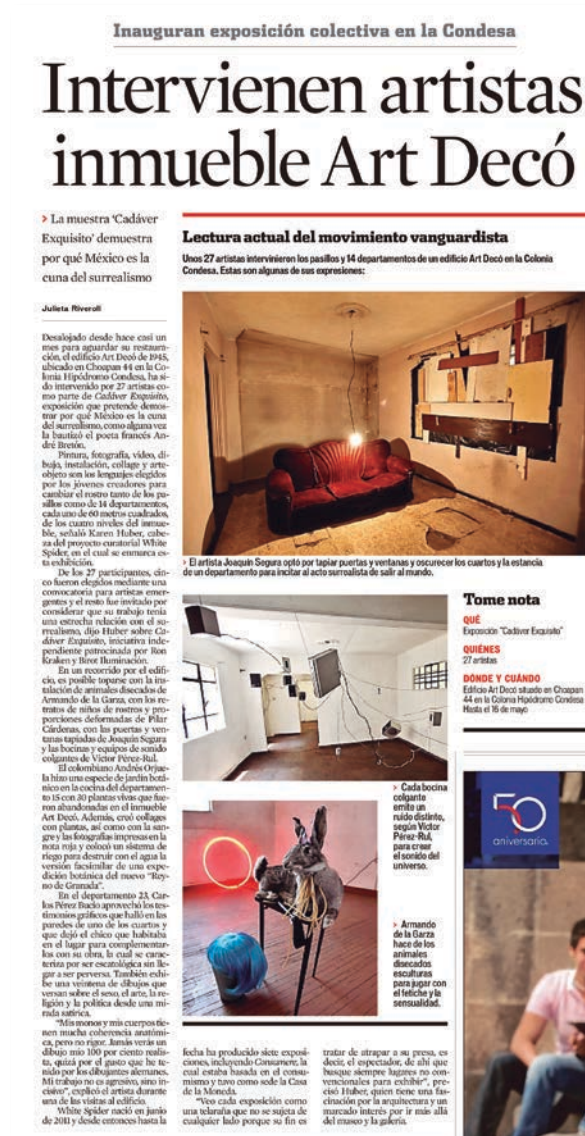 Inauguran exposición colectiva en la Condesa
Intervienen artistas
inmueble Art Decó
> La muestra 'Cadáver
Exquisito' demuestra
por qué México es la
cuna del surrealismo
Julieta Riveroll
Desalojado desde hace casi un
mes para aguardar su restaura-
ción, el edificio Art Decó de 1945,
ubicado en Choapan 44 en la Co-
lonia Hipódromo Condesa, ha si-
do intervenido por 27 artistas co-
mo parte de Cadáver Exquisito,
exposición que pretende demos-
trar por qué México es la cuna
del surrealismo, como alguna vez
la bautizó el poeta francés An-
dré Bretón.
Pintura, fotografía, video, di-
bujo, instalación, collage y arte-
objeto son los lenguajes elegidos
por los jóvenes creadores para
cambiar el rostro tanto de los pa-
sillos como de 14 departamentos,
cada uno de 60 metros cuadrados,
de los cuatro niveles del inmue-
ble, señaló Karen Huber, cabe-
za del proyecto curatorial White
Spider, en el cual se enmarca es-
ta exhibición.
De los 27 participantes, cin-
co fueron elegidos mediante una
convocatoria para artistas emer-
gentes y el resto fue invitado por
considerar que su trabajo tenía
una estrecha relación con el su-
rrealismo, dijo Huber sobre Ca-
dáver Exquisito, iniciativa inde-
pendiente patrocinada por Ron
Kraken y Birot Iluminación.
En un recorrido por el edifi-
cio, es posible toparse con la ins-
talación de animales disecados de
Armando de la Garza, con los re-
tratos de niños de rostros y pro-
porciones deformadas de Pilar
Cárdenas, con las puertas y ven-
tanas tapiadas de Joaquín Segura
y las bocinas y equipos de sonido
colgantes de Víctor Pérez-Rul.
El colombiano Andrés Orjue-
la hizo una especie de jardín botá-
nico en la cocina del departamen-
to 15 con 30 plantas vivas que fue-
ron abandonadas en el inmueble
Art Decó. Además, creó collages
con plantas, así como con la san-
gre y las fotografías impresas en la
nota roja y colocó un sistema de
riego para destruir con el agua la
versión facsimilar de una expe-
dición botánica del nuevo "Rey-
no de Granada".
En el departamento 23, Car-
los Pérez Bucio aprovechó los tes-
timonios gráficos que halló en las
paredes de uno de los cuartos y
que dejó el chico que habitaba
en el lugar para complementar-
los con su obra, la cual se carac-
teriza por ser escatológica sin lle-
gar a ser perversa. También exhi-
be una veintena de dibujos que
versan sobre el sexo, el arte, la re-
ligión y la política desde una mi-
rada satírica.
"Mis monos y mis cuerpos tie-
nen mucha coherencia anatómi-
ca, pero no rigor. Jamás verás un
dibujo mío 100 por ciento realis-
ta, quizá por el gusto que he te-
nido por los dibujantes alemanes.
Mi trabajo no es agresivo, sino in-
cisivo", explicó el artista durante
una de las visitas al edificio.
White Spider nació en junio
de 2011 y desde entonces hasta la
fecha ha producido siete exposi-
ciones, incluyendo Consumere, la
cual estaba basada en el consu-
mismo y tuvo como sede la Casa
de la Moneda.
"Veo cada exposición como
una telaraña que no se sujeta de
cualquier lado porque su fin es
tratar de atrapar a su presa, es
decir, el espectador, de ahí que
busque siempre lugares no con-
vencionales para exhibir", pre-
cisó Huber, quien tiene una fas-
cinación por la arquitectura y un
marcado interés por ir más allá
del museo y la galería.
Lectura actual del movimiento vanguardista
Unos 27 artistas intervinieron los pasillos y 14 departamentos de un edificio Art Decó en la Colonia
Condesa. Estas son algunas de sus expresiones:
> El artista Joaquín Segura optó por tapiar puertas y ventanas y oscurecer los cuartos y la estancia
de un departamento para incitar al acto surrealista de salir al mundo.
> Cada bocina
colgante
emite un
ruido distinto,
según Víctor
Pérez-Rul,
para crear
el sonido del
universo.
> Armando
de la Garza
hace de los
animales
disecados
esculturas
para jugar con
el fetiche y la
sensualidad.
Tome nota
QUÉ
Exposición "Cadáver Exquisito"
QUIÉNES
27 artistas
DÓNDE Y CUÁNDO
Edificio Art Decó situado en Choapan
44 en la Colonia Hipódromo Condesa
Hasta el 16 de mayo
50
aniversario.